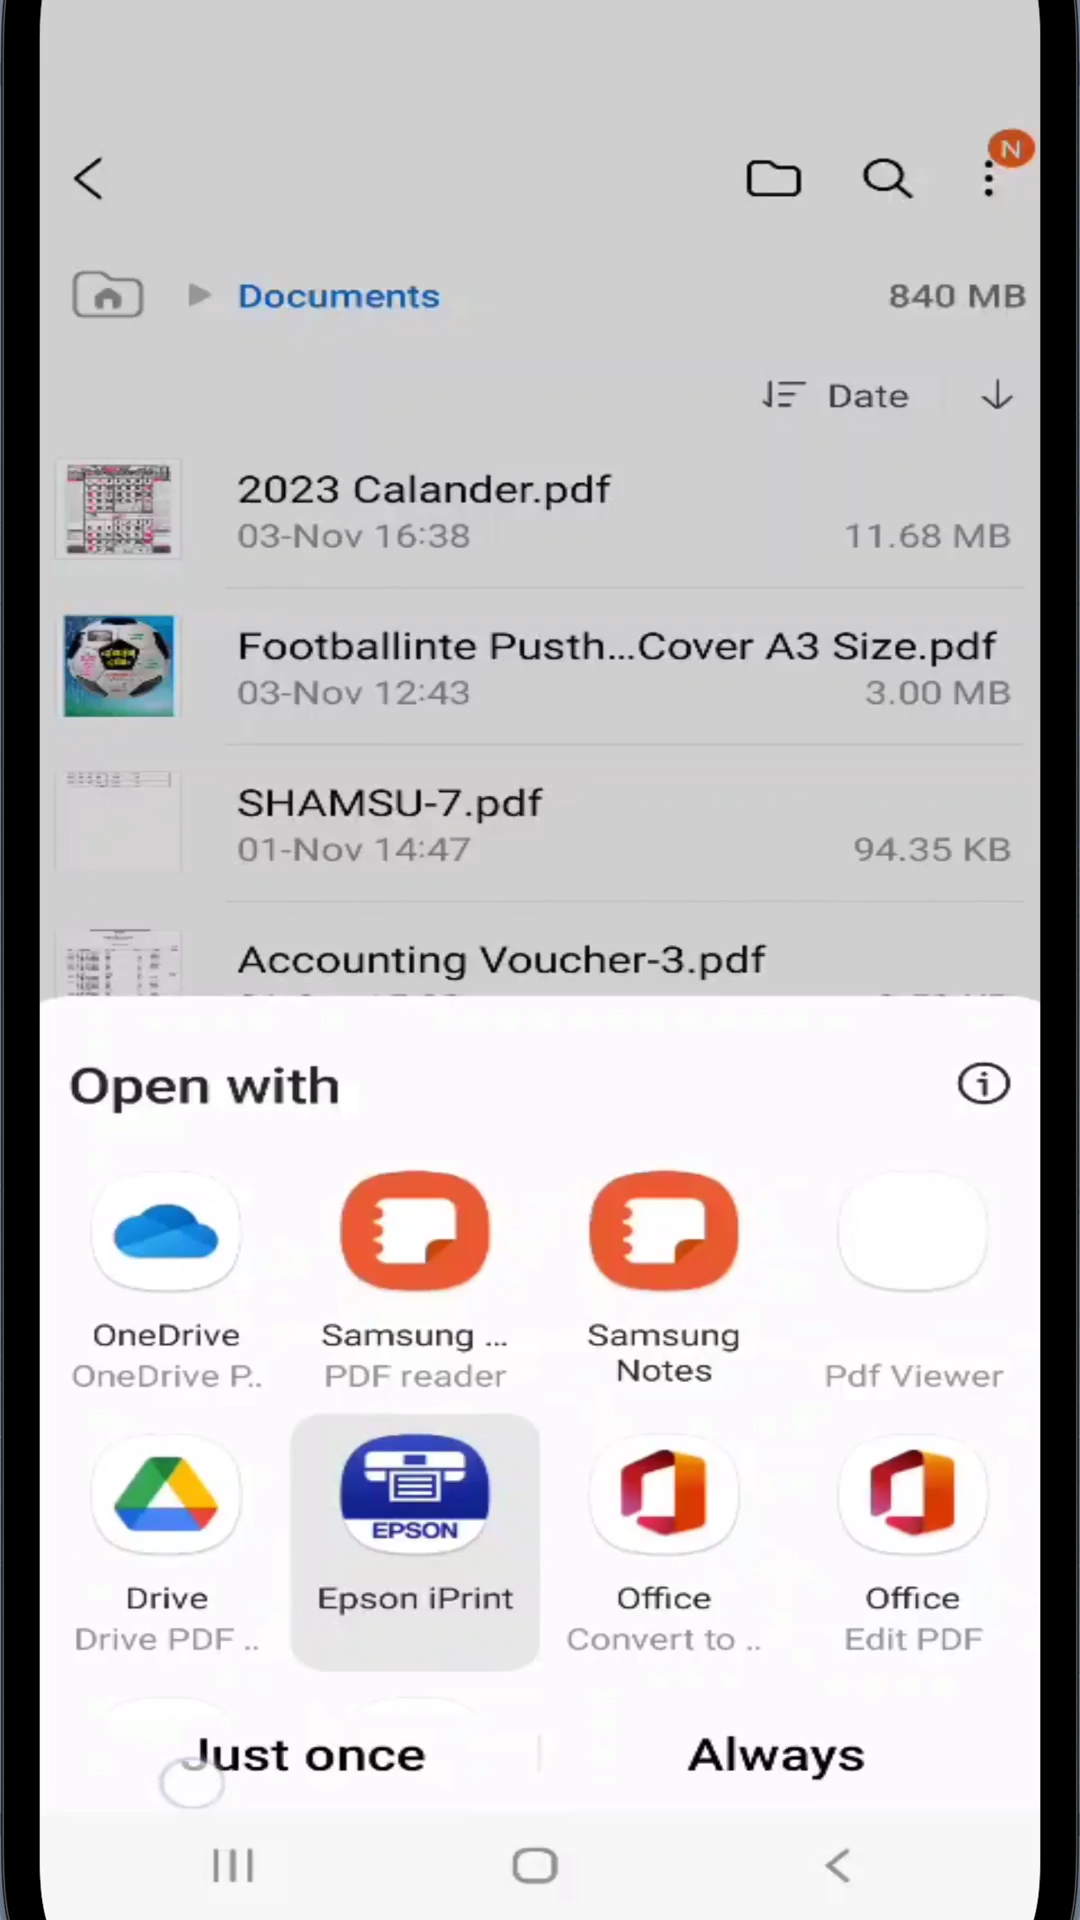 N
Documents
840 MB
Date
2023 Calander.pdf
03-Nov 16:38
11.68 MB
Footballinte Pusth...Cover A3 Size.pdf
03-Nov 12:43
3.00 MB
SHAMSU-7.pdf
01-Nov 14:47
94.35 KB
Accounting Voucher-3.pdf
Open with
OneDrive
OneDrive P..
Samsung ...
PDF reader
Samsung
Notes
Pdf Viewer
EPSON
Drive
Drive PDF ..
Epson iPrint
Office
Convert to ..
Office
Edit PDF
Just once
Always